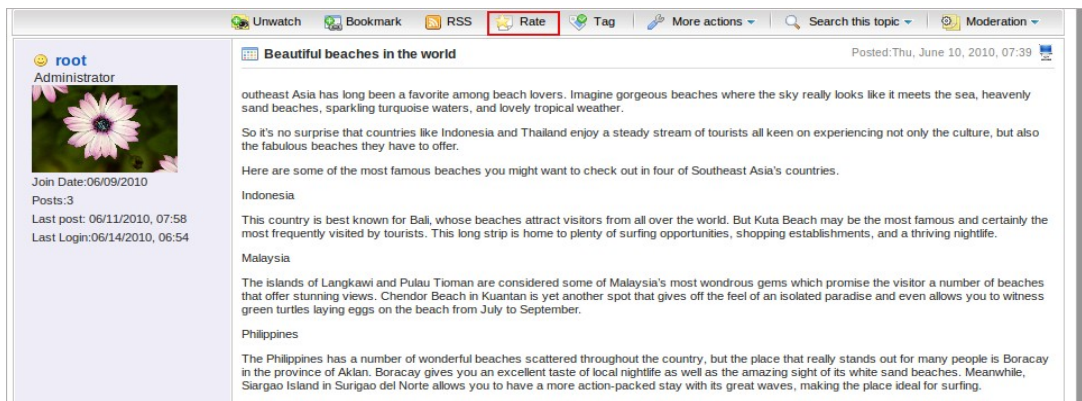 Unwatch Bookmark RSS Rate Tag More actions Search this topic Moderation
root
Administrator
Join Date:06/09/2010
Posts:3
Last post: 06/11/2010, 07:58
Last Login:06/14/2010, 06:54
Beautiful beaches in the world
Posted:Thu, June 10, 2010, 07:39
outheast Asia has long been a favorite among beach lovers. Imagine gorgeous beaches where the sky really looks like it meets the sea, heavenly
sand beaches, sparkling turquoise waters, and lovely tropical weather.
So it's no surprise that countries like Indonesia and Thailand enjoy a steady stream of tourists all keen on experiencing not only the culture, but also
the fabulous beaches they have to offer.
Here are some of the most famous beaches you might want to check out in four of Southeast Asia's countries.
Indonesia
This country is best known for Bali, whose beaches attract visitors from all over the world. But Kuta Beach may be the most famous and certainly the
most frequently visited by tourists. This long strip is home to plenty of surfing opportunities, shopping establishments, and a thriving nightlife.
Malaysia
The islands of Langkawi and Pulau Tioman are considered some of Malaysia's most wondrous gems which promise the visitor a number of beaches
that offer stunning views. Chendor Beach in Kuantan is yet another spot that gives off the feel of an isolated paradise and even allows you to witness
green turtles laying eggs on the beach from July to September.
Philippines
The Philippines has a number of wonderful beaches scattered throughout the country, but the place that really stands out for many people is Boracay
in the province of Aklan. Boracay gives you an excellent taste of local nightlife as well as the amazing sight of its white sand beaches. Meanwhile,
Siargao Island in Surigao del Norte allows you to have a more action-packed stay with its great waves, making the place ideal for surfing.